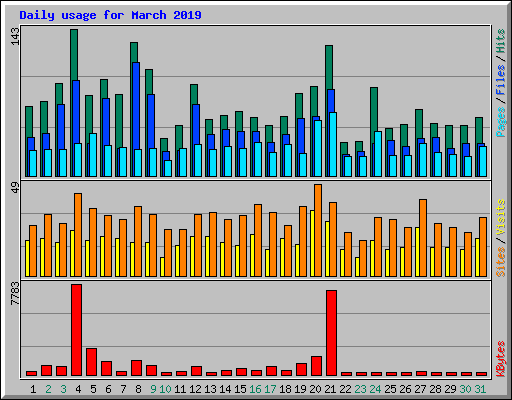 Daily usage for March 2019
143
49
7783
Pages / Files / Hits
Sites / Visits
KBytes
1 2 3 4 5 6 7 8 9 10 11 12 13 14 15 16 17 18 19 20 21 22 23 24 25 26 27 28 29 30 31